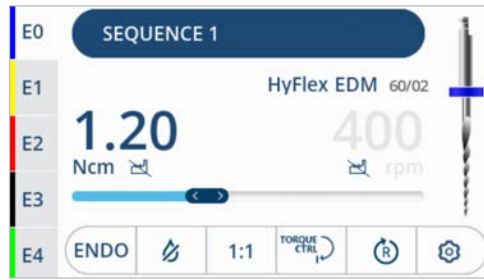 E0
SEQUENCE 1
E1
HyFlex EDM 60/02
E2
1.20
400
Ncm
rpm
E3
E4
ENDO
1:1
TORQUE
CTRL
R